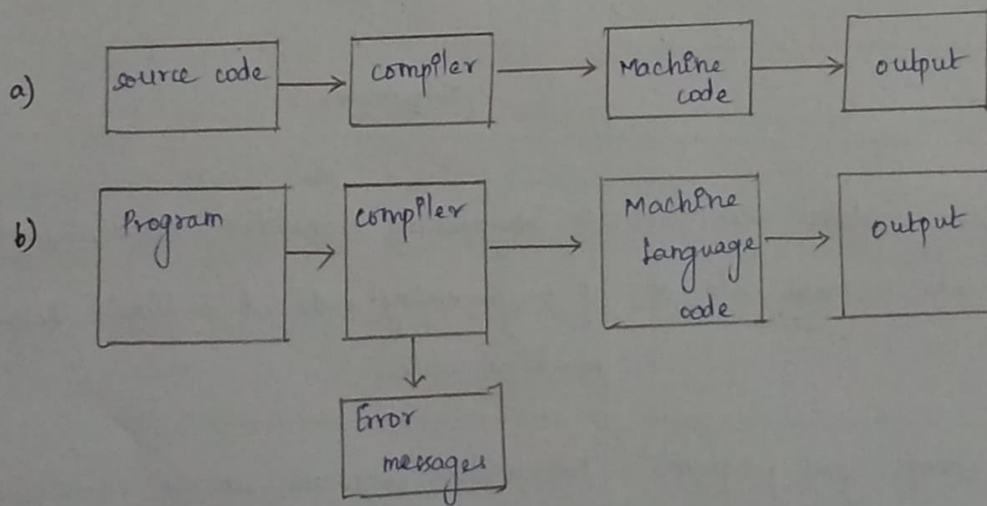 a) source code compiler Machine output
code
b) Program compiler Machine output
language
code
Error
messages